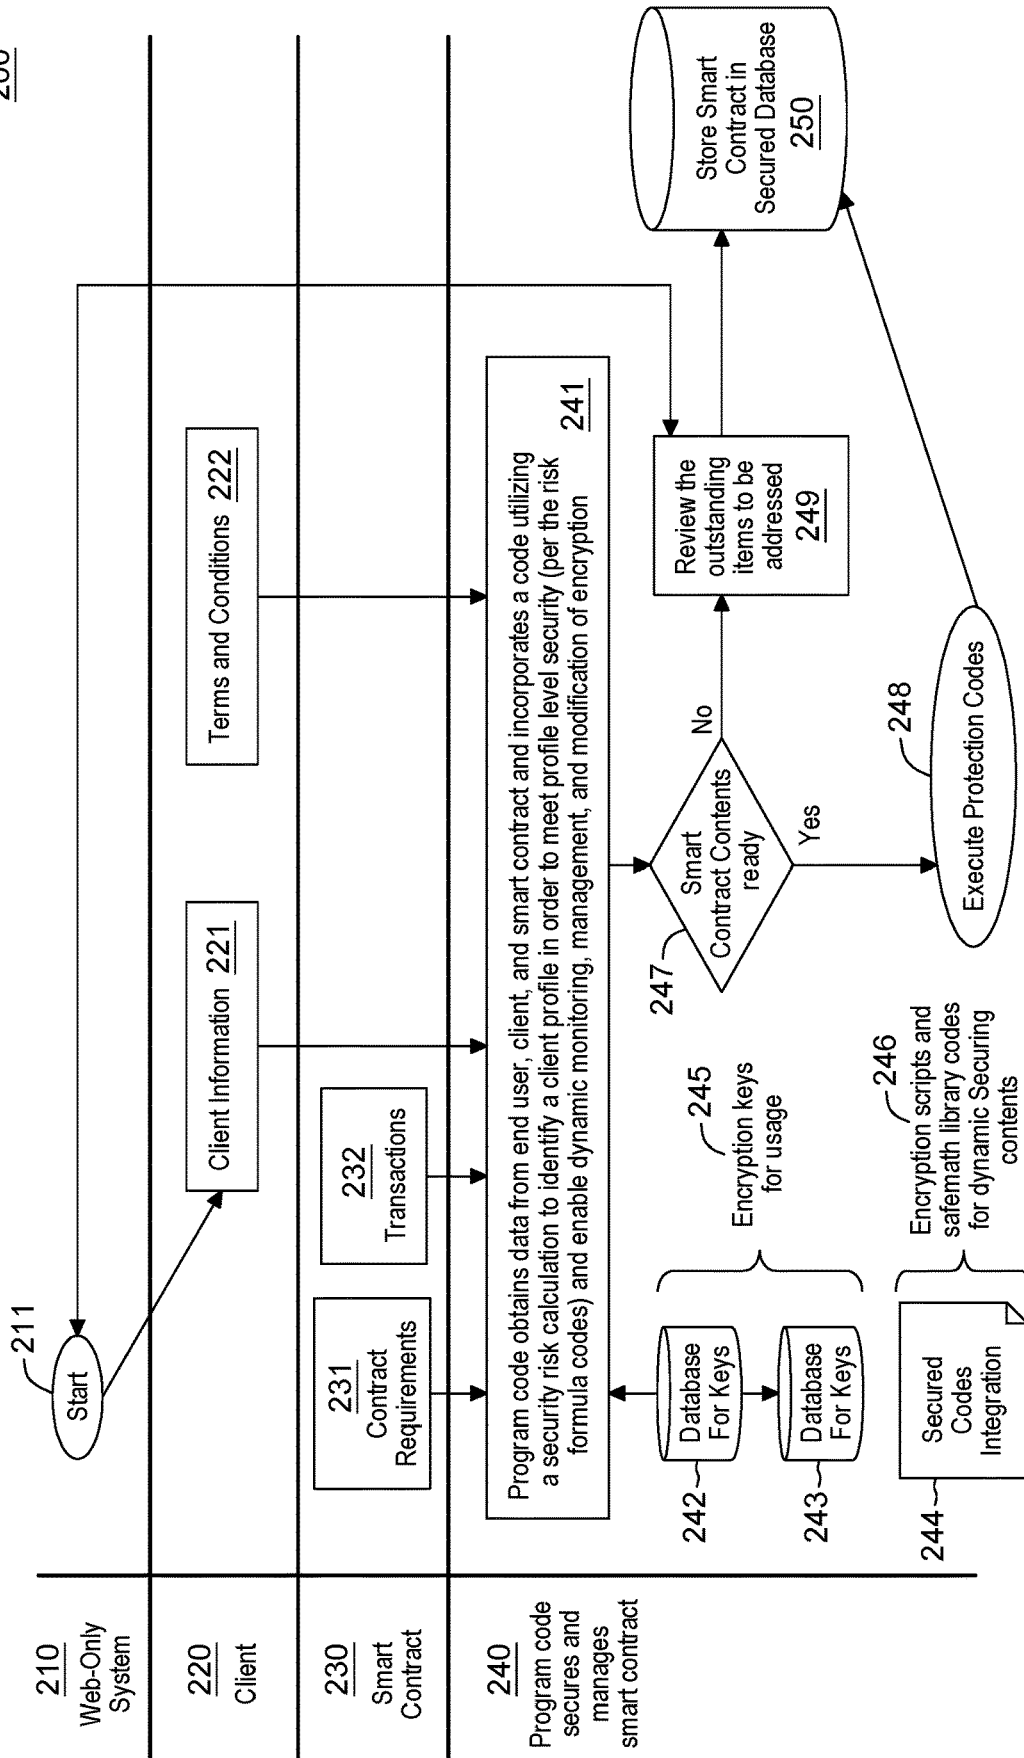 210
Web-Only
System
211
Start
220
Client
Client Information 221
Terms and Conditions 222
230
Smart
Contract
231
Contract
Requirements
232
Transactions
240
Program code
secures and
manages
smart contract
Program code obtains data from end user, client, and smart contract and incorporates a code utilizing
a security risk calculation to identify a client profile in order to meet profile level security (per the risk
formula codes) and enable dynamic monitoring, management, and modification of encryption
241
242
Database
For Keys
243
Database
For Keys
245
Encryption keys
for usage
244
Secured
Codes
Integration
246
Encryption scripts and
safemath library codes
for dynamic Securing
contents
247
Smart
Contract Contents
ready
No
Yes
Review the
outstanding
items to be
addressed
249
248
Execute Protection Codes
Store Smart
Contract in
Secured Database
250